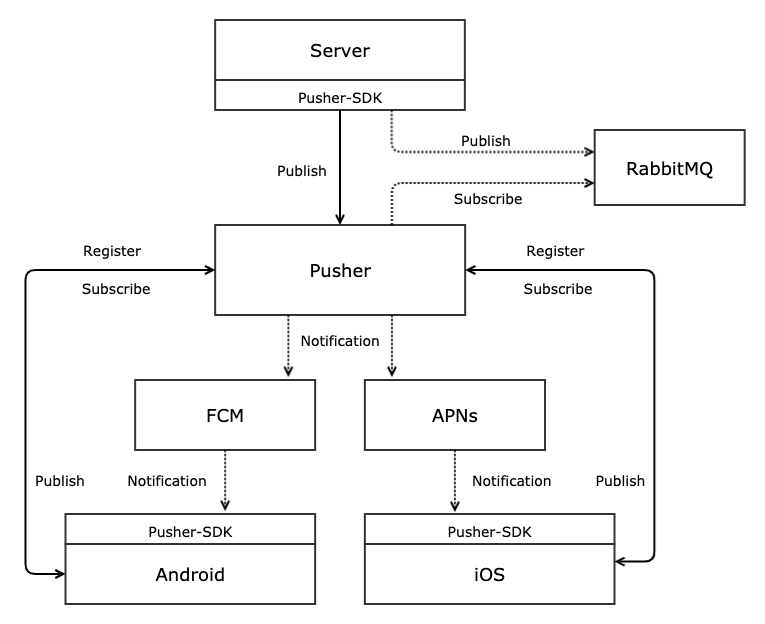 Server
Pusher-SDK
Publish
Publish
RabbitMQ
Subscribe
Register
Subscribe
Pusher
Register
Subscribe
Notification
FCM
APNs
Publish
Notification
Notification
Publish
Pusher-SDK
Android
Pusher-SDK
iOS